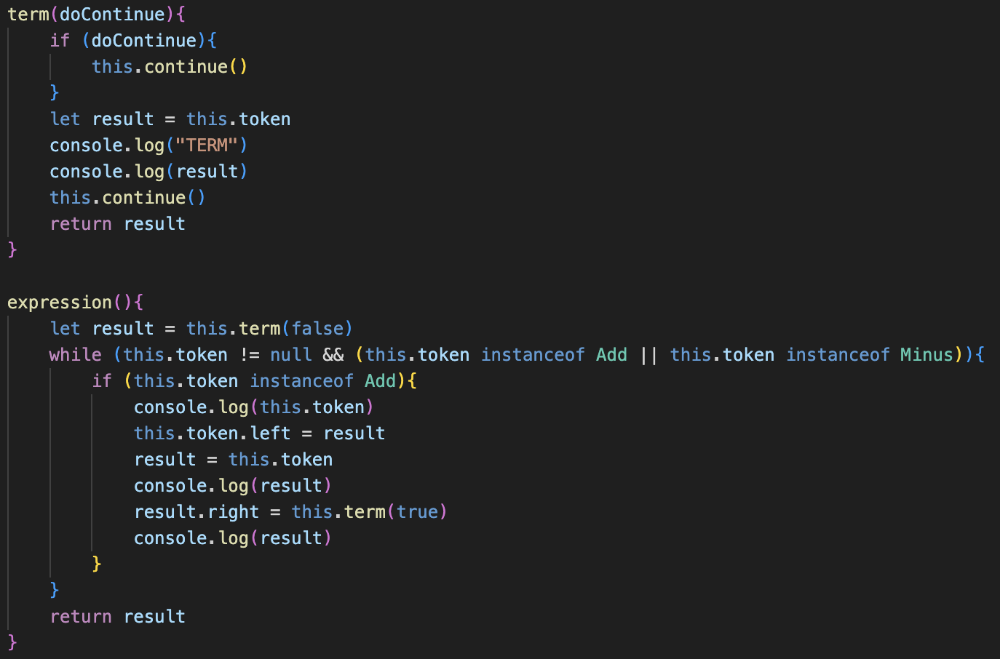 term(doContinue){
    if (doContinue){
        this.continue()
    }
    let result = this.token
    console.log("TERM")
    console.log(result)
    this.continue()
    return result
}

expression(){
    let result = this.term(false)
    while (this.token != null && (this.token instanceof Add || this.token instanceof Minus)){
        if (this.token instanceof Add){
            console.log(this.token)
            this.token.left = result
            result = this.token
            console.log(result)
            result.right = this.term(true)
            console.log(result)
        }
    }
    return result
}